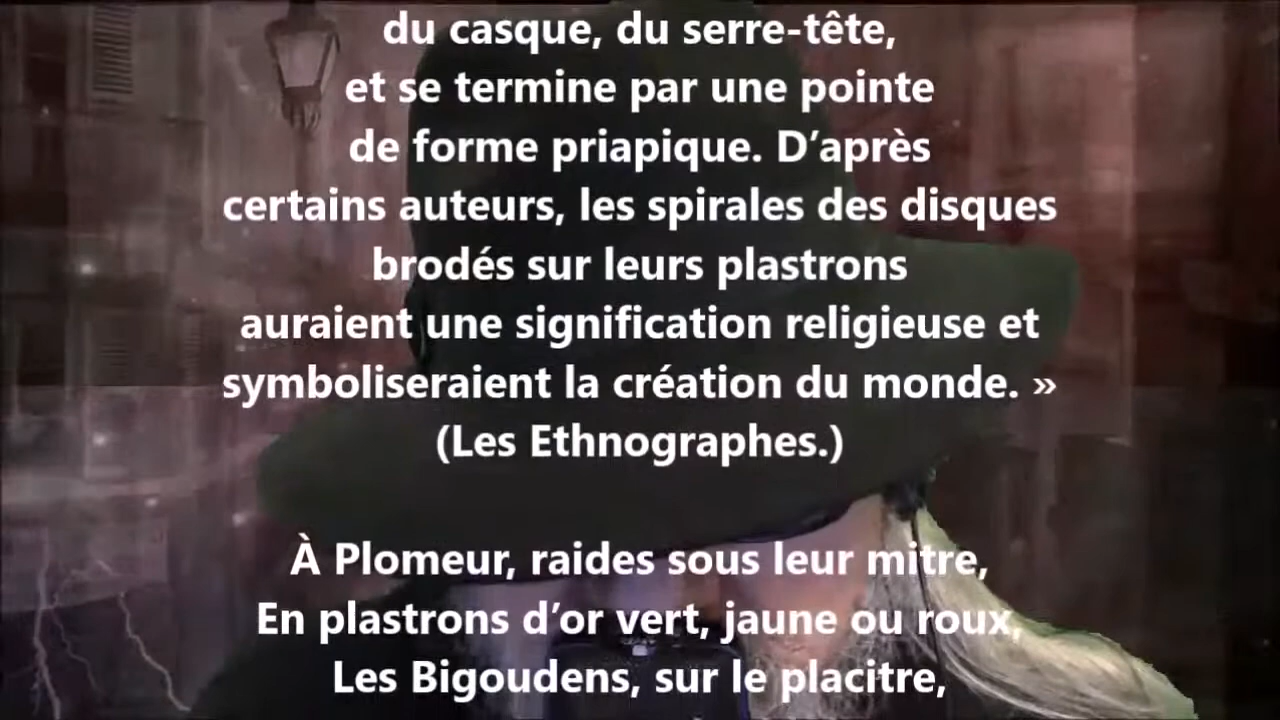 du casque, du serre-tête,
et se termine par une pointe
de forme priapique. D’après
certains auteurs, les spirales des disques
brodés sur leurs plastrons
auraient une signification religieuse et
symboliseraient la création du monde. »
(Les Ethnographes.)
À Plomeur, raides sous leur mitre,
En plastrons d’or vert, jaune ou roux,
Les Bigoudens, sur le placitre,